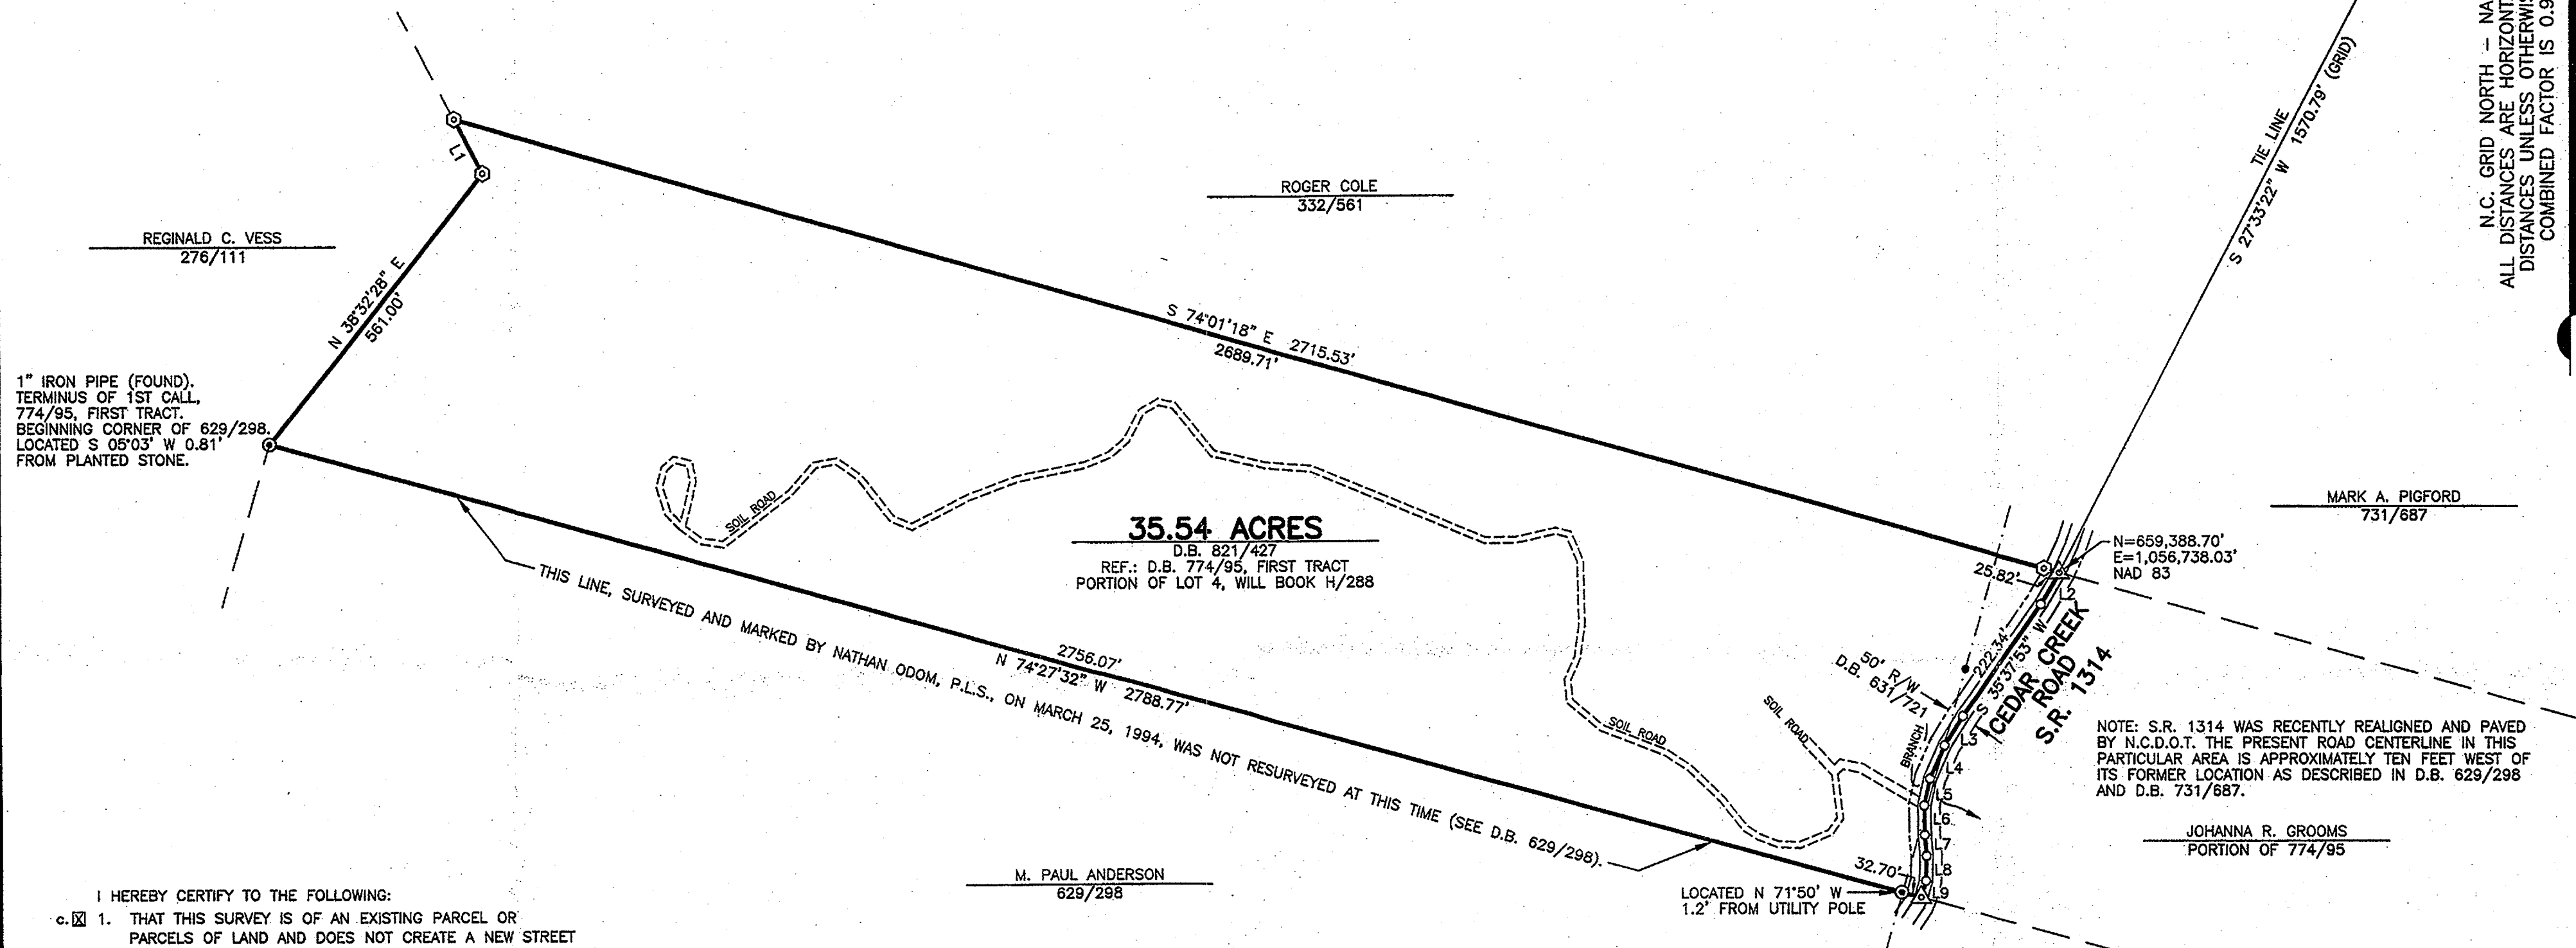 N.C. GRID NORTH – NA
ALL DISTANCES ARE HORIZONT
DISTANCES UNLESS OTHERWIS
COMBINED FACTOR IS 0.9
TIE LINE
S 27°33'22" W 1570.79' (GRID)
L1
ROGER COLE
332/561
REGINALD C. VESS
276/111
N 38°32'28" E
561.00'
S 74°01'18" E 2715.53'
2689.71'
1" IRON PIPE (FOUND).
TERMINUS OF 1ST CALL,
774/95, FIRST TRACT.
BEGINNING CORNER OF 629/298.
LOCATED S 05°03' W 0.81'
FROM PLANTED STONE.
SOIL ROAD
35.54 ACRES
D.B. 821/427
REF.: D.B. 774/95, FIRST TRACT
PORTION OF LOT 4, WILL BOOK H/288
MARK A. PIGFORD
731/687
N=659,388.70'
E=1,056,738.03'
NAD 83
25.82'
L2
222.34'
S 35°37'53" W
CEDAR CREEK
ROAD
S.R. 1314
50' R/W
D.B. 631/721
THIS LINE, SURVEYED AND MARKED BY NATHAN ODOM, P.L.S., ON MARCH 25, 1994, WAS NOT RESURVEYED AT THIS TIME (SEE D.B. 629/298).
2756.07'
N 74°27'32" W 2788.77'
SOIL ROAD
SOIL ROAD
BRANCH
L3
L4
L5
L6
L7
L8
L9
NOTE: S.R. 1314 WAS RECENTLY REALIGNED AND PAVED
BY N.C.D.O.T. THE PRESENT ROAD CENTERLINE IN THIS
PARTICULAR AREA IS APPROXIMATELY TEN FEET WEST OF
ITS FORMER LOCATION AS DESCRIBED IN D.B. 629/298
AND D.B. 731/687.
JOHANNA R. GROOMS
PORTION OF 774/95
32.70'
LOCATED N 71°50' W
1.2' FROM UTILITY POLE
M. PAUL ANDERSON
629/298
I HEREBY CERTIFY TO THE FOLLOWING:
c. ☒ 1. THAT THIS SURVEY IS OF AN EXISTING PARCEL OR
PARCELS OF LAND AND DOES NOT CREATE A NEW STREET